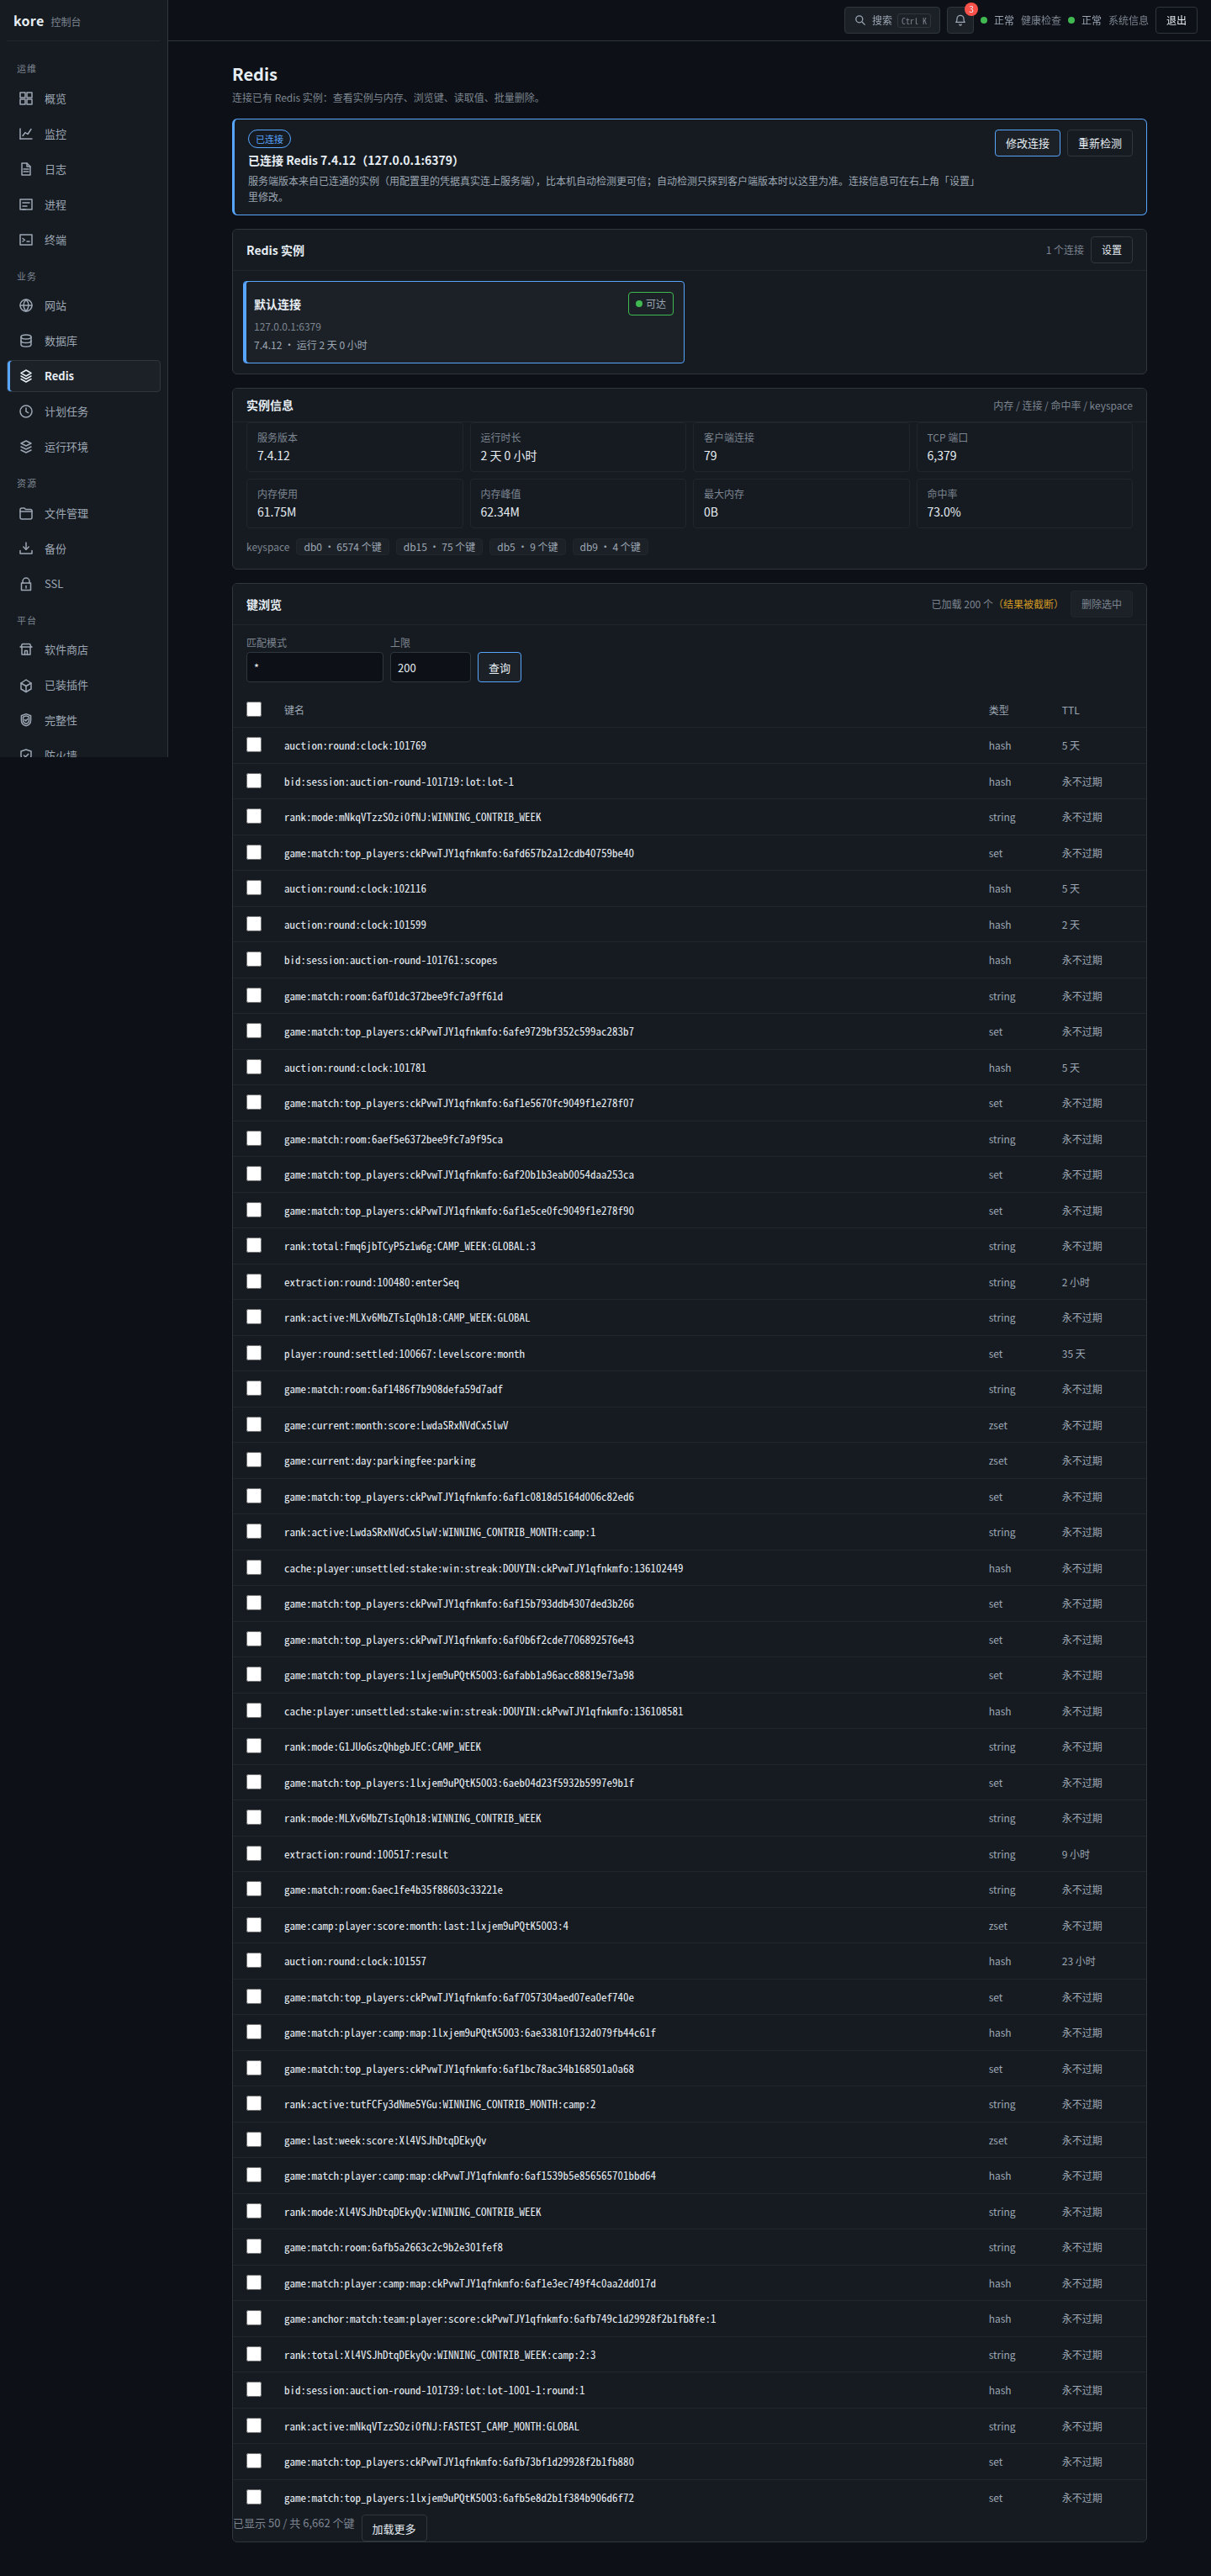 kore 控制台
搜索 Ctrl K 3 正常 健康检查 正常 系统信息 退出
运维
概览
监控
日志
进程
终端
业务
网站
数据库
Redis
计划任务
运行环境
资源
文件管理
备份
SSL
平台
软件商店
已装插件
完整性
防火墙
Redis
连接已有 Redis 实例：查看实例与内存、浏览键、读取值、批量删除。
已连接
修改连接 重新检测
已连接 Redis 7.4.12（127.0.0.1:6379）
服务端版本来自已连通的实例（用配置里的凭据真实连上服务端），比本机自动检测更可信；自动检测只探到客户端版本时以这里为准。连接信息可在右上角「设置」
里修改。
Redis 实例 1 个连接 设置
默认连接 可达
127.0.0.1:6379
7.4.12 · 运行 2 天 0 小时
实例信息 内存 / 连接 / 命中率 / keyspace
服务版本 运行时长 客户端连接 TCP 端口
7.4.12 2 天 0 小时 79 6,379
内存使用 内存峰值 最大内存 命中率
61.75M 62.34M 0B 73.0%
keyspace db0 · 6574 个键 db15 · 75 个键 db5 · 9 个键 db9 · 4 个键
键浏览 已加载 200 个（结果被截断） 删除选中
匹配模式 上限
* 200 查询
键名 类型 TTL
auction:round:clock:101769 hash 5 天
bid:session:auction-round-101719:lot:lot-1 hash 永不过期
rank:mode:mNkqVTzzSOziOfNJ:WINNING_CONTRIB_WEEK string 永不过期
game:match:top_players:ckPvwTJY1qfnkmfo:6afd657b2a12cdb40759be40 set 永不过期
auction:round:clock:102116 hash 5 天
auction:round:clock:101599 hash 2 天
bid:session:auction-round-101761:scopes hash 永不过期
game:match:room:6af01dc372bee9fc7a9ff61d string 永不过期
game:match:top_players:ckPvwTJY1qfnkmfo:6afe9729bf352c599ac283b7 set 永不过期
auction:round:clock:101781 hash 5 天
game:match:top_players:ckPvwTJY1qfnkmfo:6af1e5670fc9049f1e278f07 set 永不过期
game:match:room:6aef5e6372bee9fc7a9f95ca string 永不过期
game:match:top_players:ckPvwTJY1qfnkmfo:6af20b1b3eab0054daa253ca set 永不过期
game:match:top_players:ckPvwTJY1qfnkmfo:6af1e5ce0fc9049f1e278f90 set 永不过期
rank:total:Fmq6jbTCyP5z1w6g:CAMP_WEEK:GLOBAL:3 string 永不过期
extraction:round:100480:enterSeq string 2 小时
rank:active:MLXv6MbZTsIqOh18:CAMP_WEEK:GLOBAL string 永不过期
player:round:settled:100667:levelscore:month set 35 天
game:match:room:6af1486f7b908defa59d7adf string 永不过期
game:current:month:score:LwdaSRxNVdCx5lwV zset 永不过期
game:current:day:parkingfee:parking zset 永不过期
game:match:top_players:ckPvwTJY1qfnkmfo:6af1c0818d5164d006c82ed6 set 永不过期
rank:active:LwdaSRxNVdCx5lwV:WINNING_CONTRIB_MONTH:camp:1 string 永不过期
cache:player:unsettled:stake:win:streak:DOUYIN:ckPvwTJY1qfnkmfo:136102449 hash 永不过期
game:match:top_players:ckPvwTJY1qfnkmfo:6af15b793ddb4307ded3b266 set 永不过期
game:match:top_players:ckPvwTJY1qfnkmfo:6af0b6f2cde7706892576e43 set 永不过期
game:match:top_players:1lxjem9uPQtK5OO3:6afabb1a96acc88819e73a98 set 永不过期
cache:player:unsettled:stake:win:streak:DOUYIN:ckPvwTJY1qfnkmfo:136108581 hash 永不过期
rank:mode:G1JUoGszQhbgbJEC:CAMP_WEEK string 永不过期
game:match:top_players:1lxjem9uPQtK5OO3:6aeb04d23f5932b5997e9b1f set 永不过期
rank:mode:MLXv6MbZTsIqOh18:WINNING_CONTRIB_WEEK string 永不过期
extraction:round:100517:result string 9 小时
game:match:room:6aec1fe4b35f88603c33221e string 永不过期
game:camp:player:score:month:last:1lxjem9uPQtK5OO3:4 zset 永不过期
auction:round:clock:101557 hash 23 小时
game:match:top_players:ckPvwTJY1qfnkmfo:6af7057304aed07ea0ef740e set 永不过期
game:match:player:camp:map:1lxjem9uPQtK5OO3:6ae33810f132d079fb44c61f hash 永不过期
game:match:top_players:ckPvwTJY1qfnkmfo:6af1bc78ac34b168501a0a68 set 永不过期
rank:active:tutFCFy3dNme5YGu:WINNING_CONTRIB_MONTH:camp:2 string 永不过期
game:last:week:score:Xl4VSJhDtqDEkyQv zset 永不过期
game:match:player:camp:map:ckPvwTJY1qfnkmfo:6af1539b5e856565701bbd64 hash 永不过期
rank:mode:Xl4VSJhDtqDEkyQv:WINNING_CONTRIB_WEEK string 永不过期
game:match:room:6afb5a2663c2c9b2e301fef8 string 永不过期
game:match:player:camp:map:ckPvwTJY1qfnkmfo:6af1e3ec749f4c0aa2dd017d hash 永不过期
game:anchor:match:team:player:score:ckPvwTJY1qfnkmfo:6afb749c1d29928f2b1fb8fe:1 hash 永不过期
rank:total:Xl4VSJhDtqDEkyQv:WINNING_CONTRIB_WEEK:camp:2:3 string 永不过期
bid:session:auction-round-101739:lot:lot-1001-1:round:1 hash 永不过期
rank:active:mNkqVTzzSOziOfNJ:FASTEST_CAMP_MONTH:GLOBAL string 永不过期
game:match:top_players:ckPvwTJY1qfnkmfo:6afb73bf1d29928f2b1fb880 set 永不过期
game:match:top_players:1lxjem9uPQtK5OO3:6afb5e8d2b1f384b906d6f72 set 永不过期
已显示 50 / 共 6,662 个键 加载更多